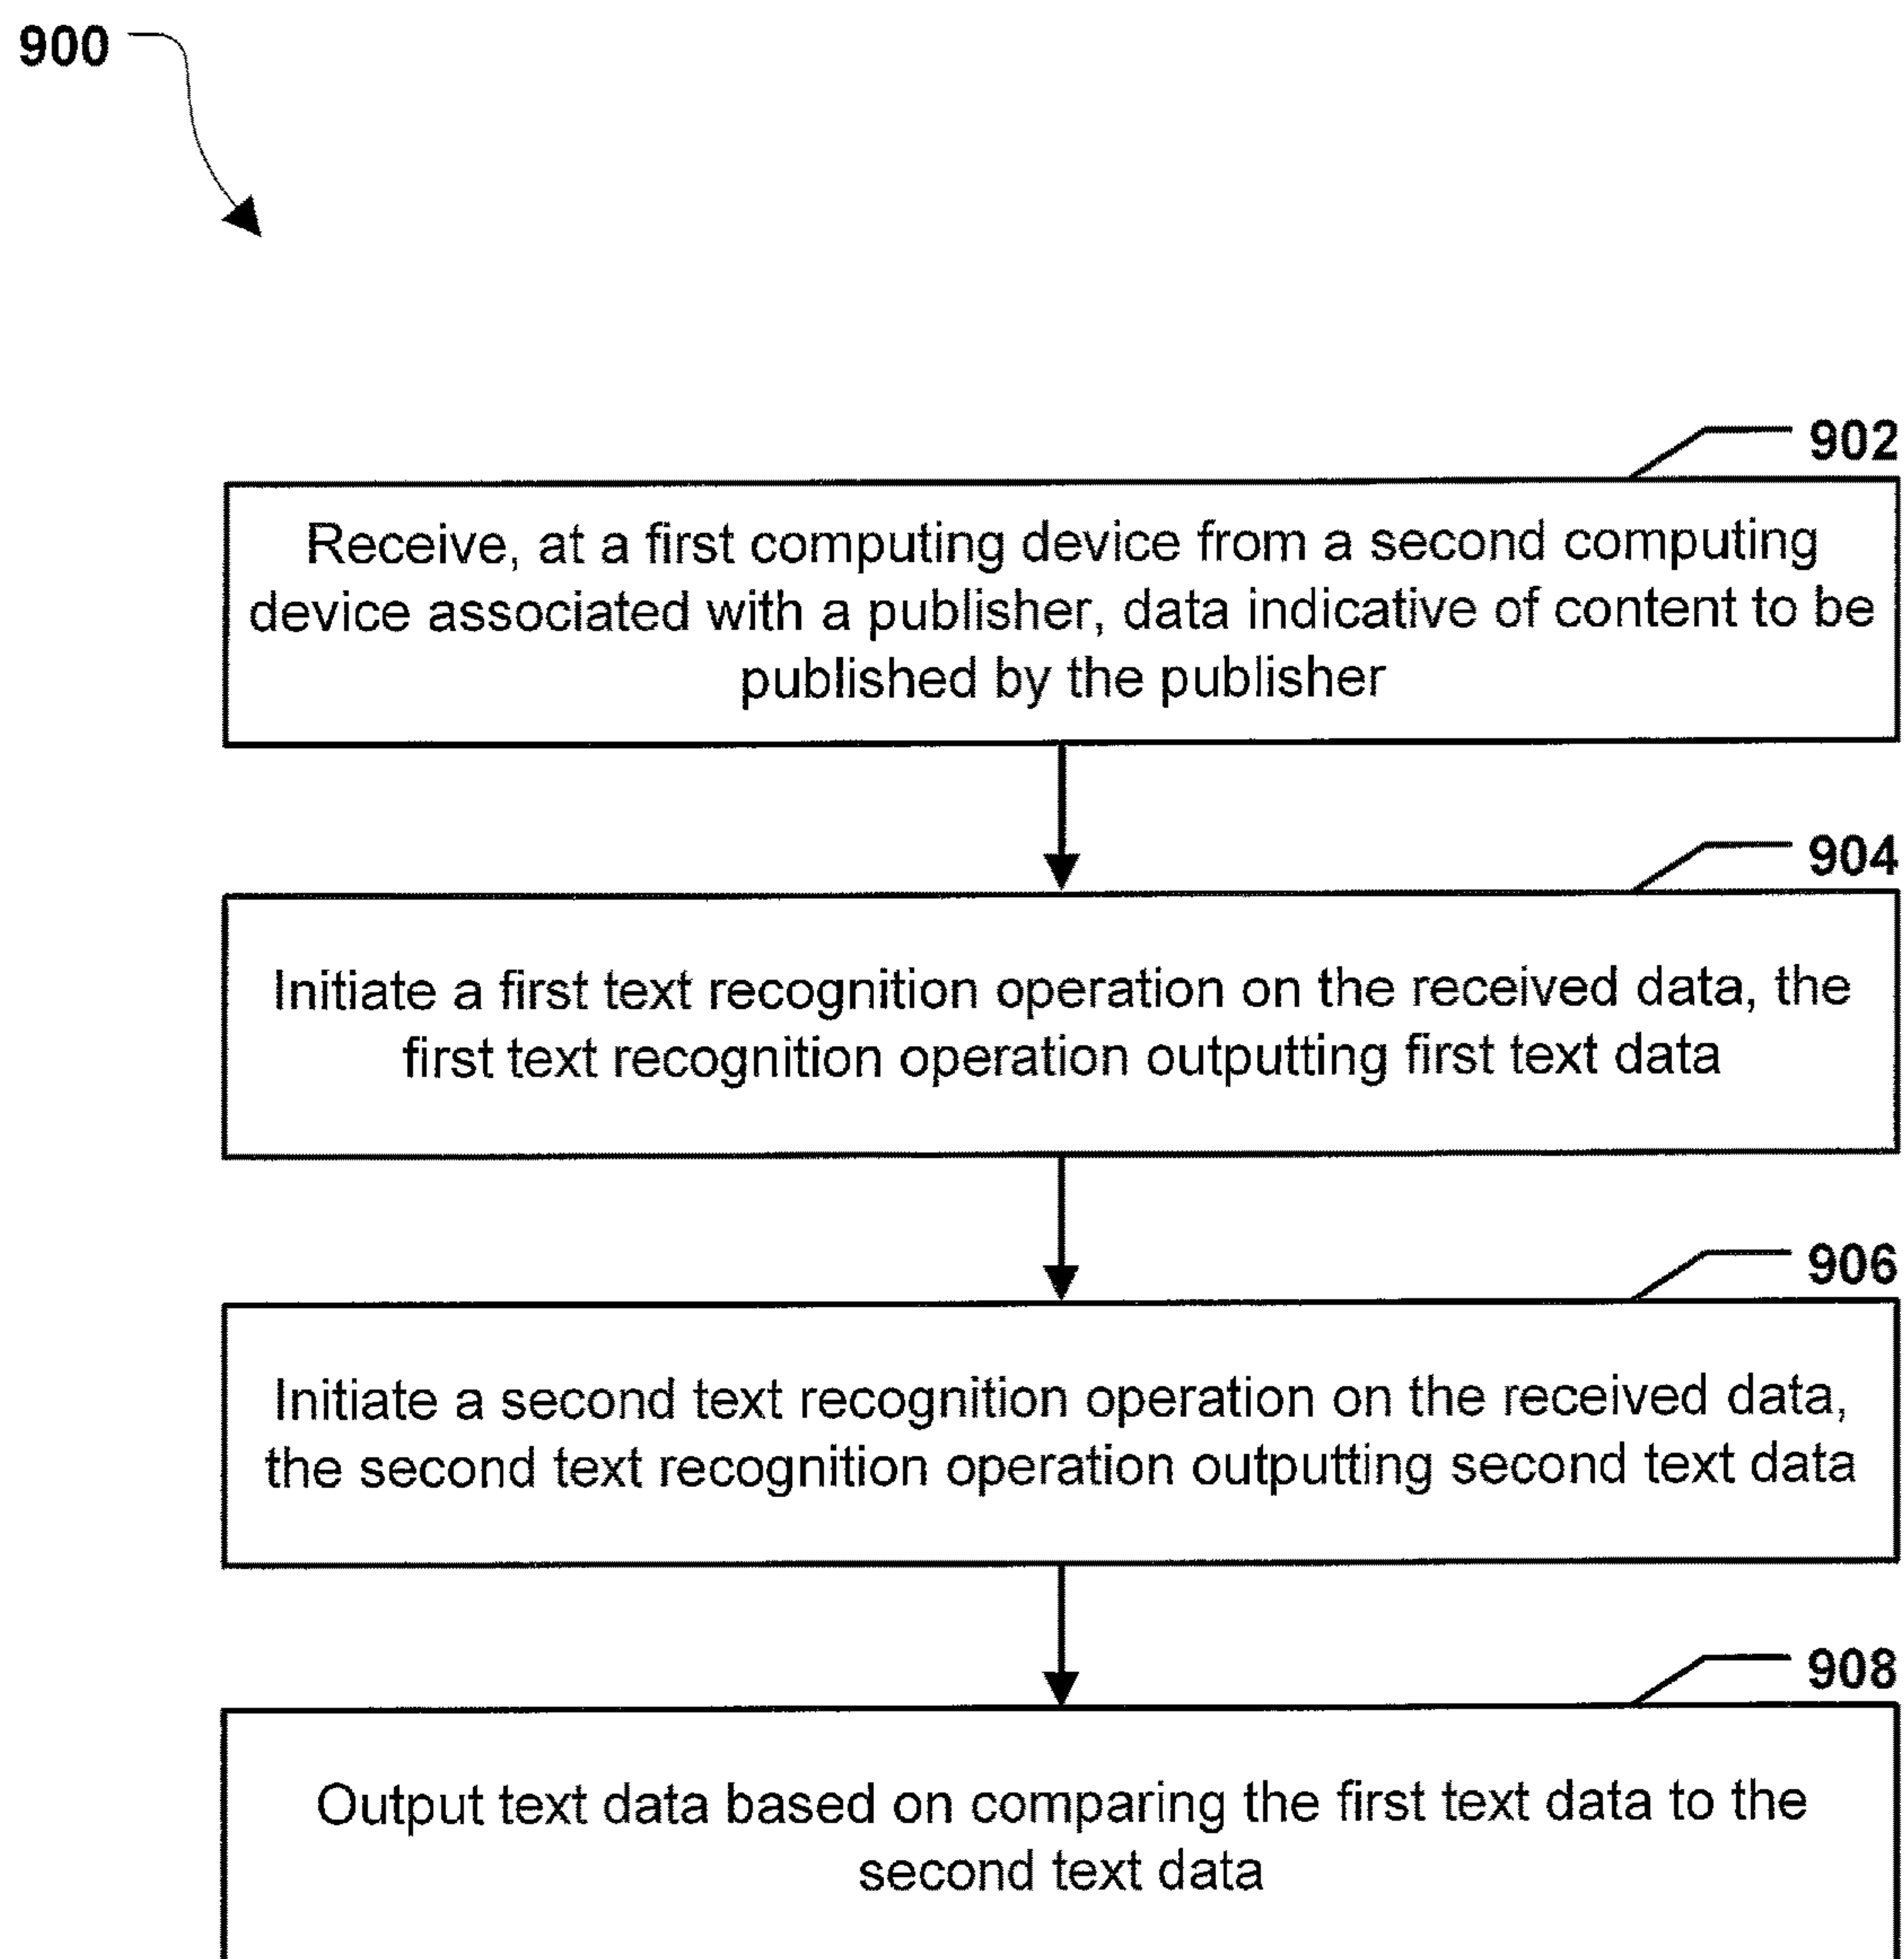 900
902
Receive, at a first computing device from a second computing
device associated with a publisher, data indicative of content to be
published by the publisher
904
Initiate a first text recognition operation on the received data, the
first text recognition operation outputting first text data
906
Initiate a second text recognition operation on the received data,
the second text recognition operation outputting second text data
908
Output text data based on comparing the first text data to the
second text data